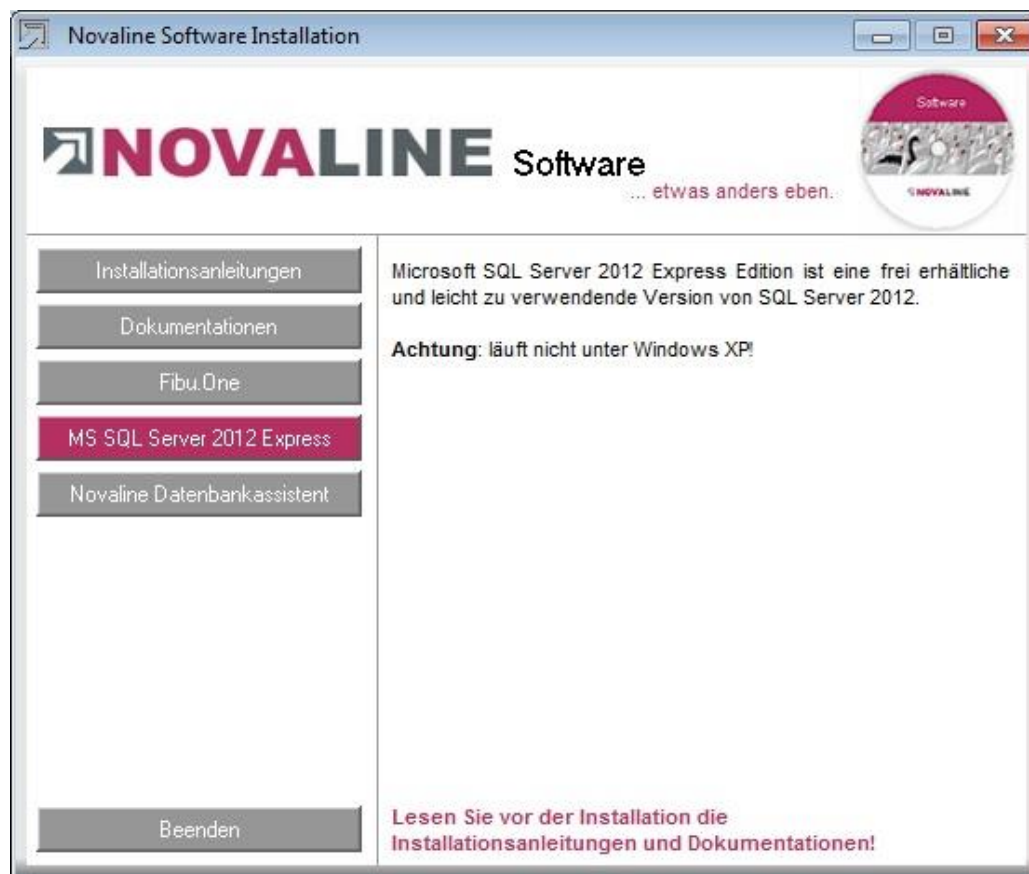 Novaline Software Installation
NOVALINE Software
... etwas anders eben.
Software
NOVALINE
Installationsanleitungen
Dokumentationen
Fibu.One
MS SQL Server 2012 Express
Novaline Datenbankassistent
Beenden
Microsoft SQL Server 2012 Express Edition ist eine frei erhältliche
und leicht zu verwendende Version von SQL Server 2012.
Achtung: läuft nicht unter Windows XP!
Lesen Sie vor der Installation die
Installationsanleitungen und Dokumentationen!